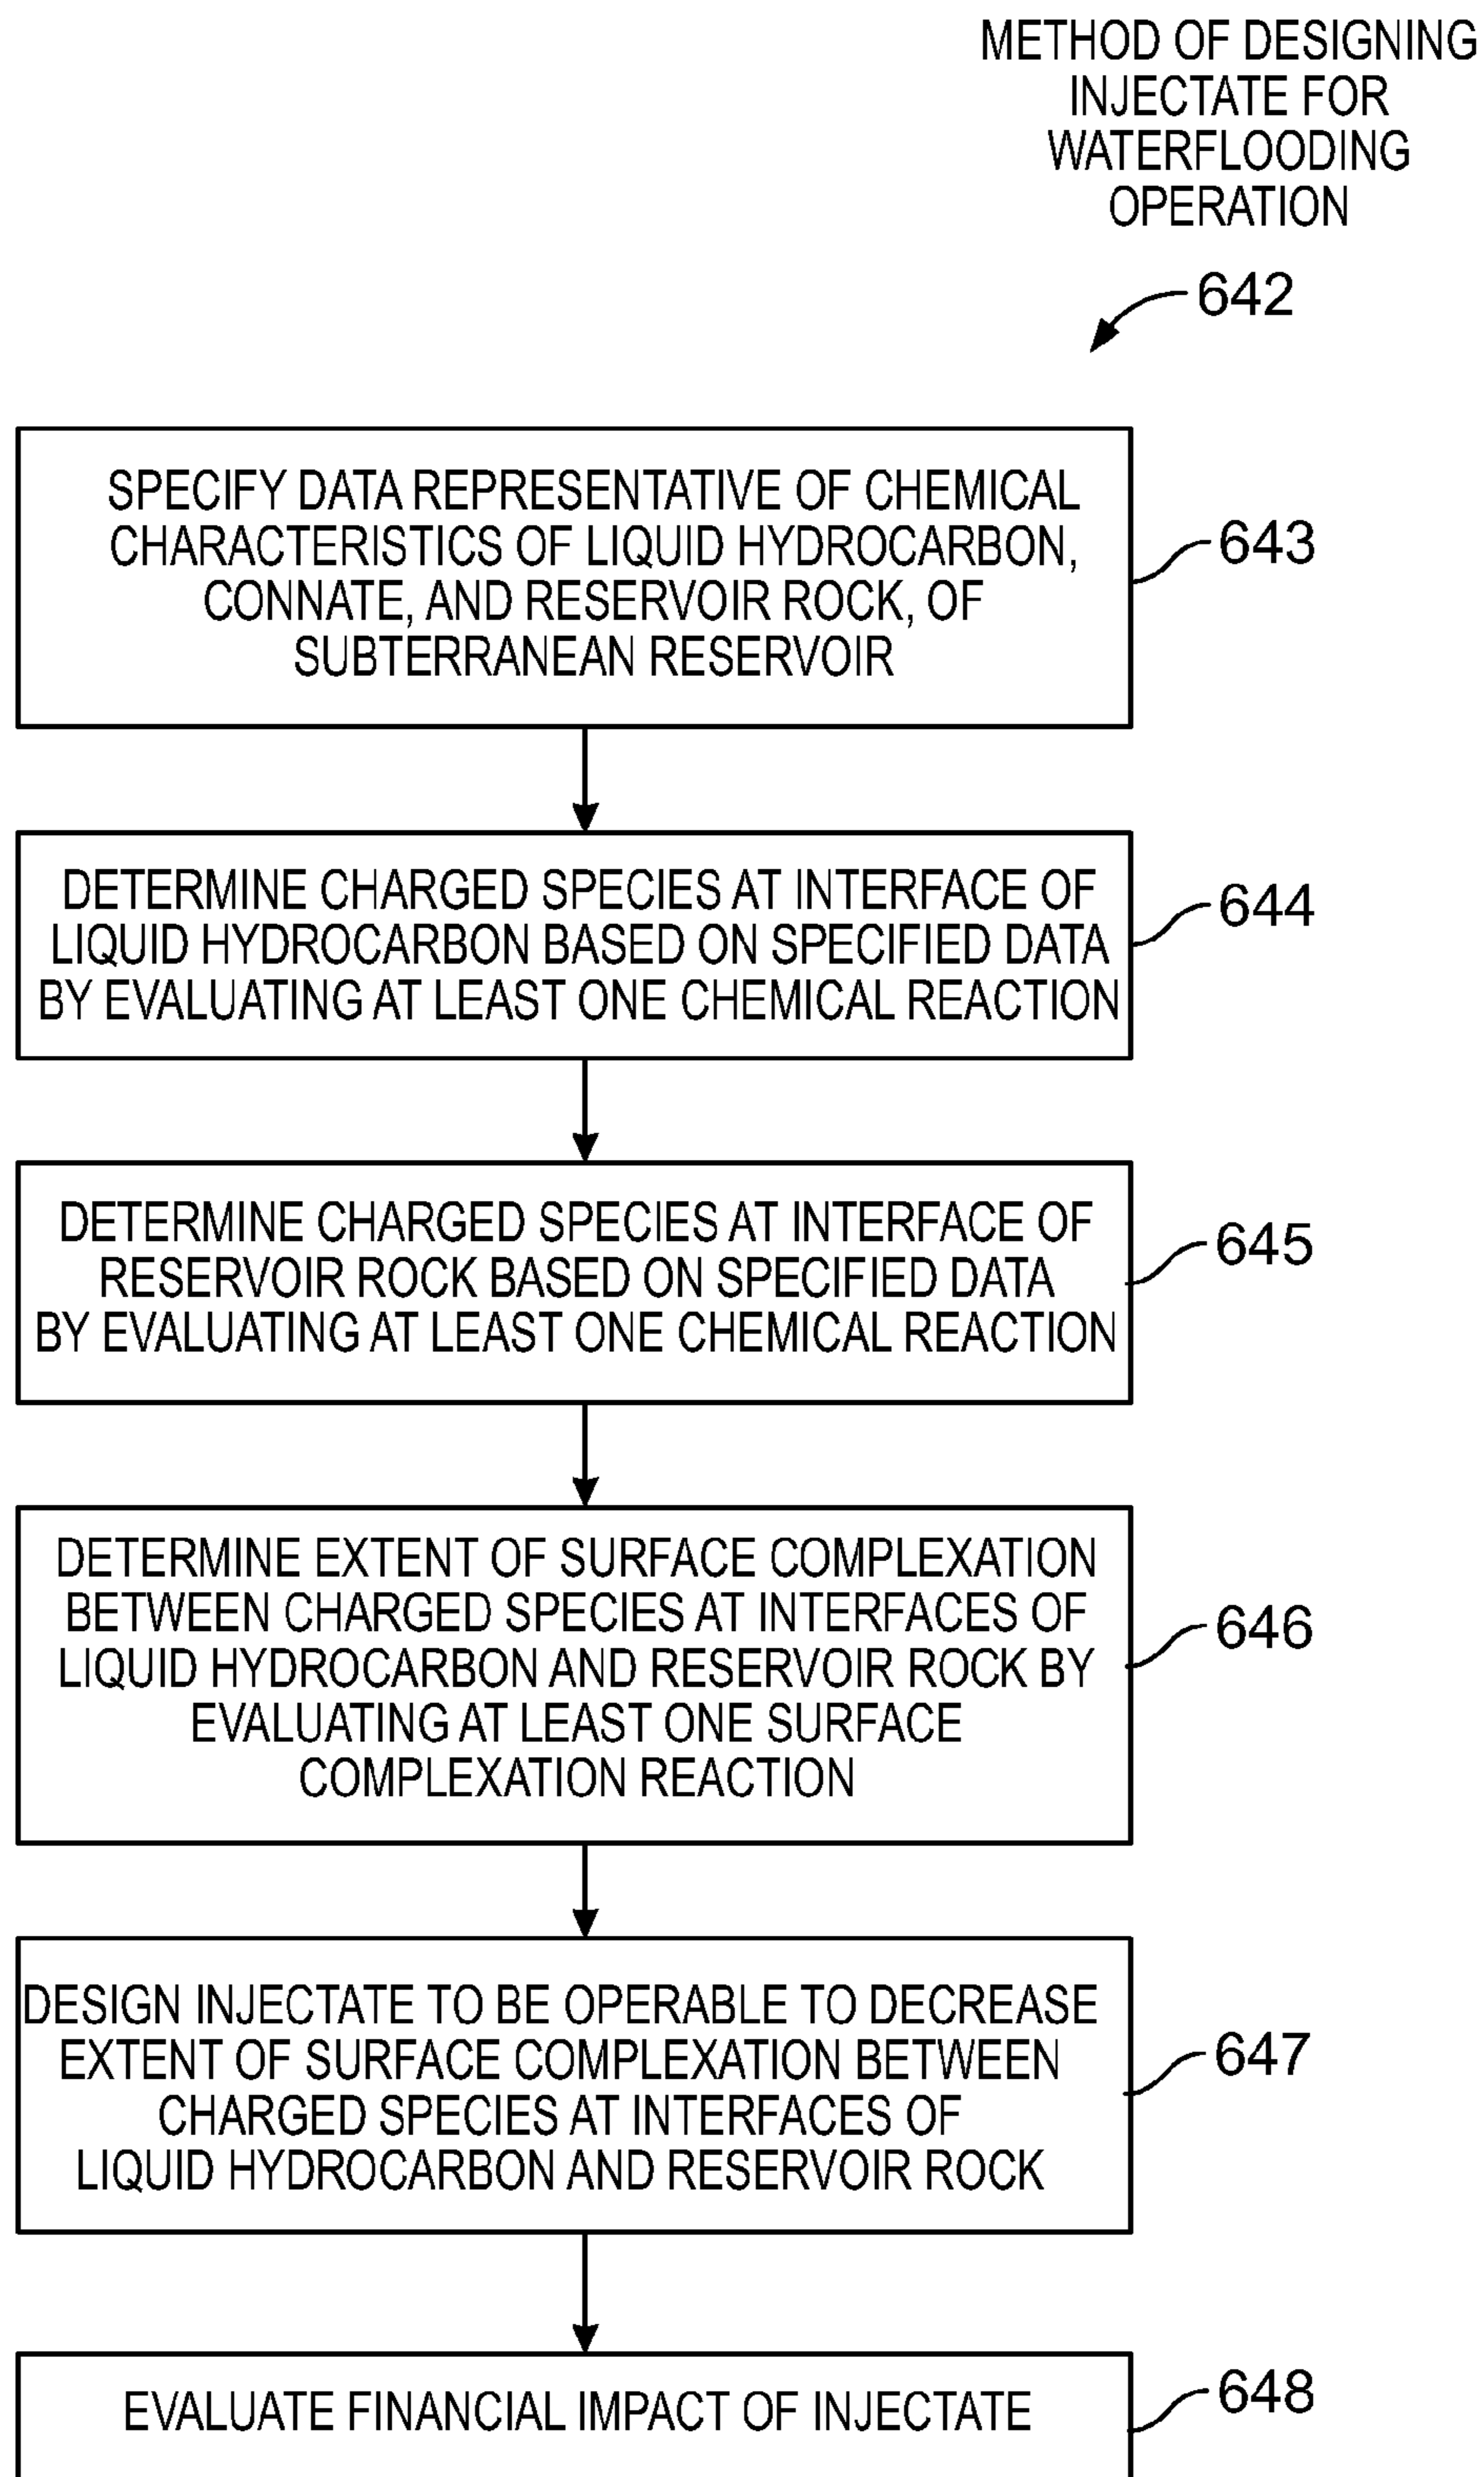 METHOD OF DESIGNING
INJECTATE FOR
WATERFLOODING
OPERATION
642
SPECIFY DATA REPRESENTATIVE OF CHEMICAL
CHARACTERISTICS OF LIQUID HYDROCARBON,
CONNATE, AND RESERVOIR ROCK, OF
SUBTERRANEAN RESERVOIR
643
DETERMINE CHARGED SPECIES AT INTERFACE OF
LIQUID HYDROCARBON BASED ON SPECIFIED DATA
BY EVALUATING AT LEAST ONE CHEMICAL REACTION
644
DETERMINE CHARGED SPECIES AT INTERFACE OF
RESERVOIR ROCK BASED ON SPECIFIED DATA
BY EVALUATING AT LEAST ONE CHEMICAL REACTION
645
DETERMINE EXTENT OF SURFACE COMPLEXATION
BETWEEN CHARGED SPECIES AT INTERFACES OF
LIQUID HYDROCARBON AND RESERVOIR ROCK BY
EVALUATING AT LEAST ONE SURFACE
COMPLEXATION REACTION
646
DESIGN INJECTATE TO BE OPERABLE TO DECREASE
EXTENT OF SURFACE COMPLEXATION BETWEEN
CHARGED SPECIES AT INTERFACES OF
LIQUID HYDROCARBON AND RESERVOIR ROCK
647
EVALUATE FINANCIAL IMPACT OF INJECTATE
648